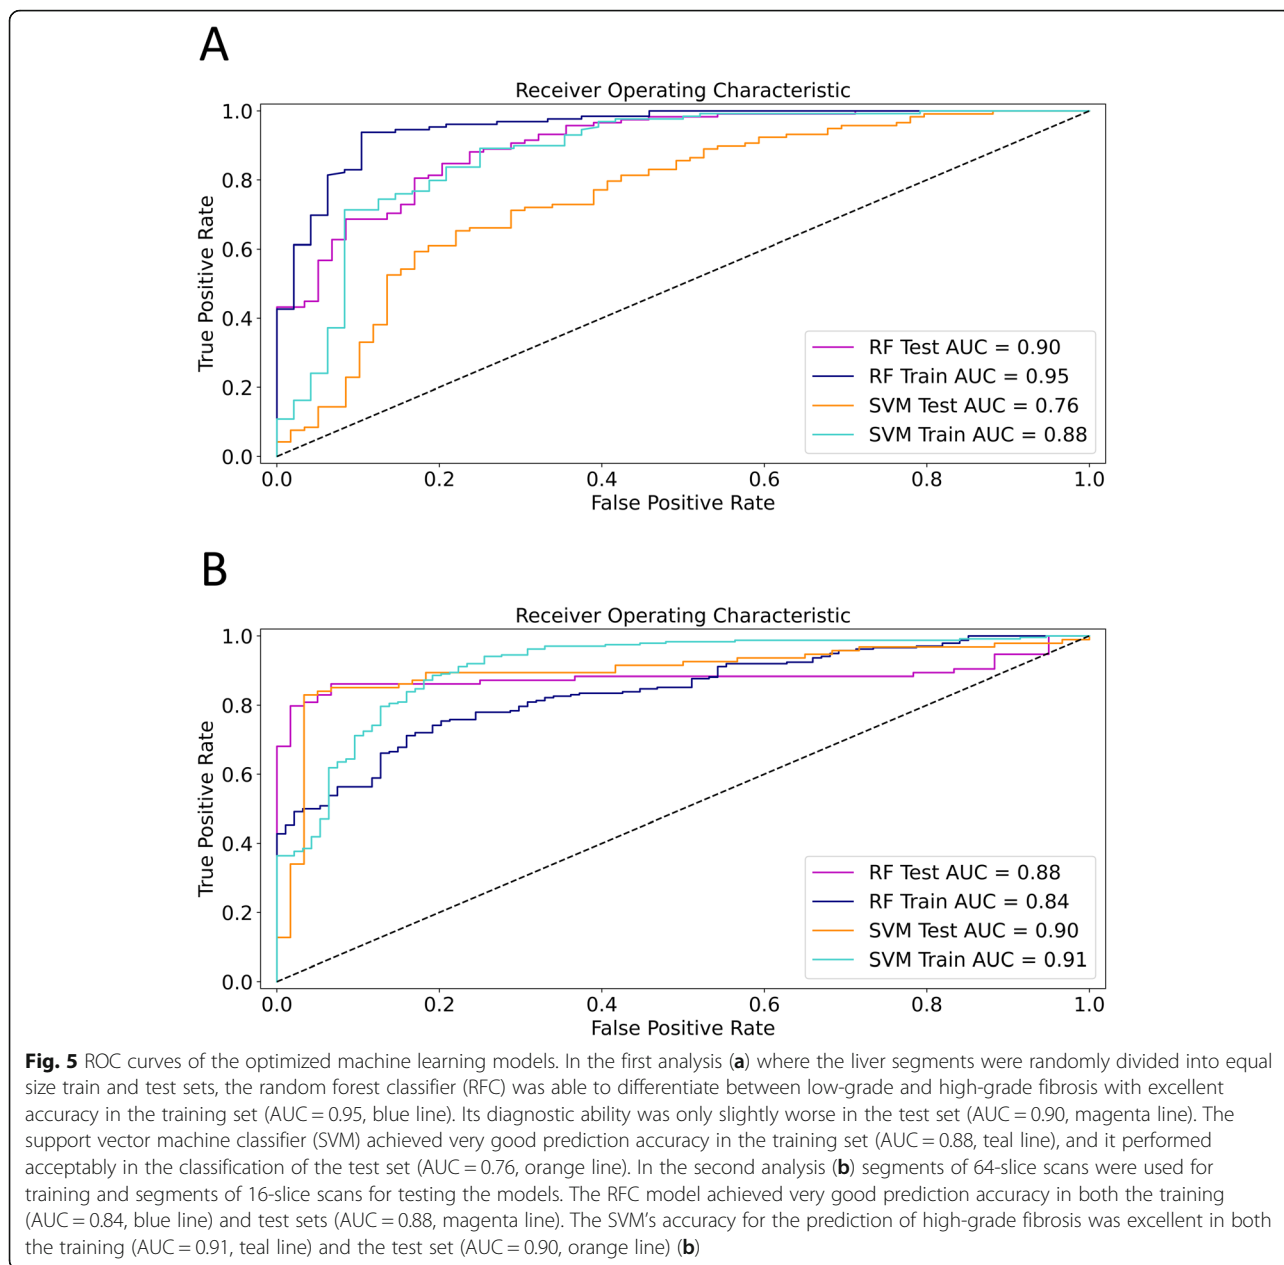 A
Receiver Operating Characteristic
1.0
0.8
0.6
0.4
0.2
0.0
True Positive Rate
RF Test AUC = 0.90
RF Train AUC = 0.95
SVM Test AUC = 0.76
SVM Train AUC = 0.88
0.0 0.2 0.4 0.6 0.8 1.0
False Positive Rate
B
Receiver Operating Characteristic
1.0
0.8
0.6
0.4
0.2
0.0
True Positive Rate
RF Test AUC = 0.88
RF Train AUC = 0.84
SVM Test AUC = 0.90
SVM Train AUC = 0.91
0.0 0.2 0.4 0.6 0.8 1.0
False Positive Rate
Fig. 5 ROC curves of the optimized machine learning models. In the first analysis (a) where the liver segments were randomly divided into equal
size train and test sets, the random forest classifier (RFC) was able to differentiate between low-grade and high-grade fibrosis with excellent
accuracy in the training set (AUC = 0.95, blue line). Its diagnostic ability was only slightly worse in the test set (AUC = 0.90, magenta line). The
support vector machine classifier (SVM) achieved very good prediction accuracy in the training set (AUC = 0.88, teal line), and it performed
acceptably in the classification of the test set (AUC = 0.76, orange line). In the second analysis (b) segments of 64-slice scans were used for
training and segments of 16-slice scans for testing the models. The RFC model achieved very good prediction accuracy in both the training
(AUC = 0.84, blue line) and test sets (AUC = 0.88, magenta line). The SVM's accuracy for the prediction of high-grade fibrosis was excellent in both
the training (AUC = 0.91, teal line) and the test set (AUC = 0.90, orange line) (b)